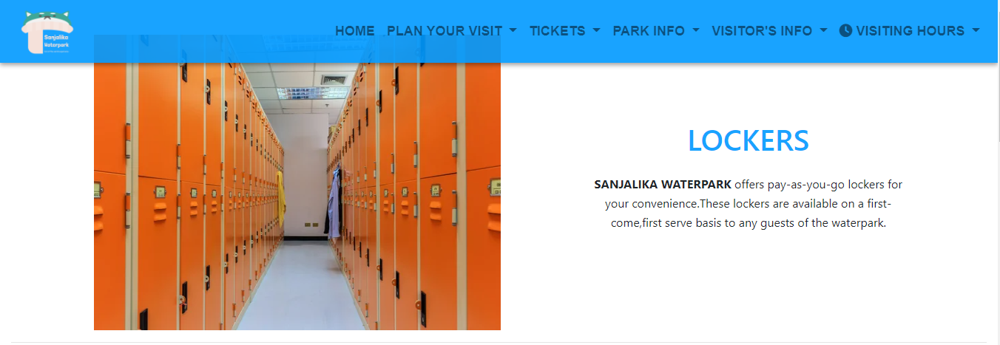 Sanjalika
Waterpark
HOME PLAN YOUR VISIT TICKETS PARK INFO VISITOR'S INFO VISITING HOURS
LOCKERS
SANJALIKA WATERPARK offers pay-as-you-go lockers for
your convenience.These lockers are available on a first-
come,first serve basis to any guests of the waterpark.